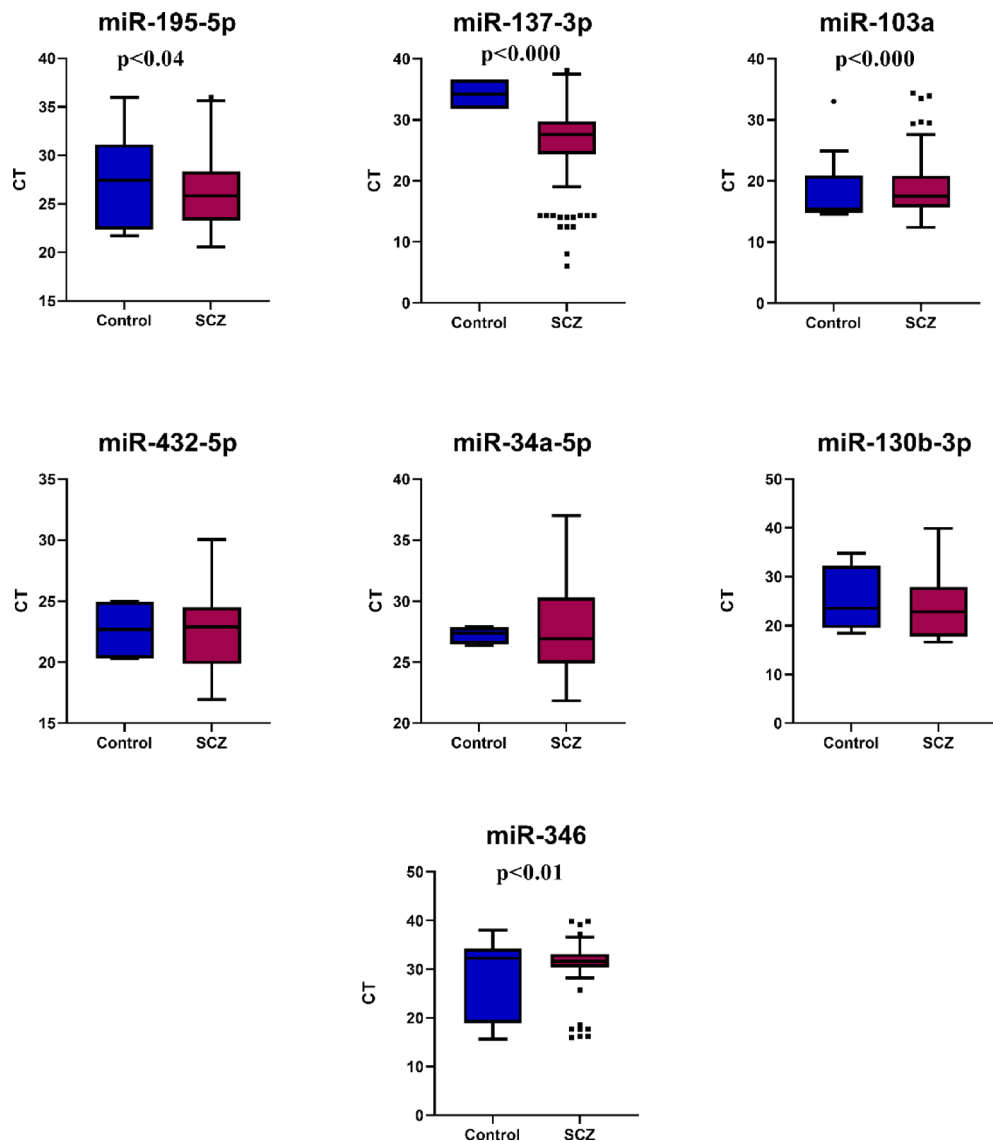 miR-195-5p
p<0.04
40
35
30
25
20
15
CT
Control SCZ
miR-137-3p
p<0.000
40
30
20
10
0
CT
Control SCZ
miR-103a
p<0.000
40
30
20
10
0
CT
Control SCZ
miR-432-5p
35
30
25
20
15
CT
Control SCZ
miR-34a-5p
40
35
30
25
20
CT
Control SCZ
miR-130b-3p
50
40
30
20
10
0
CT
Control SCZ
miR-346
p<0.01
50
40
30
20
10
0
CT
Control SCZ